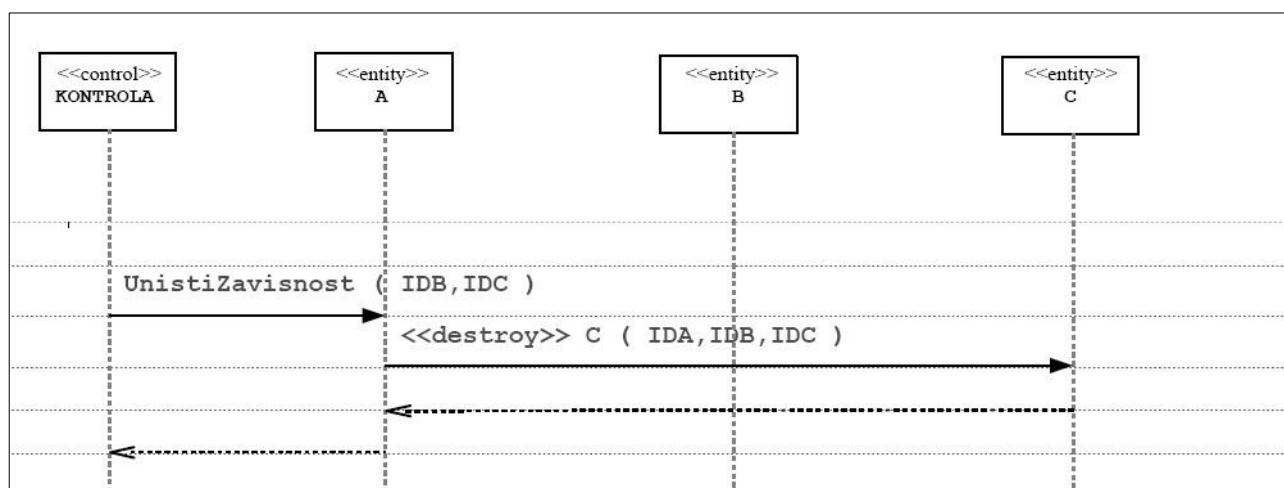 <<control>>
KONTROLA
<<entity>>
A
<<entity>>
B
<<entity>>
C
UnistiZavisnost ( IDB,IDC )
<<destroy>> C ( IDA,IDB,IDC )